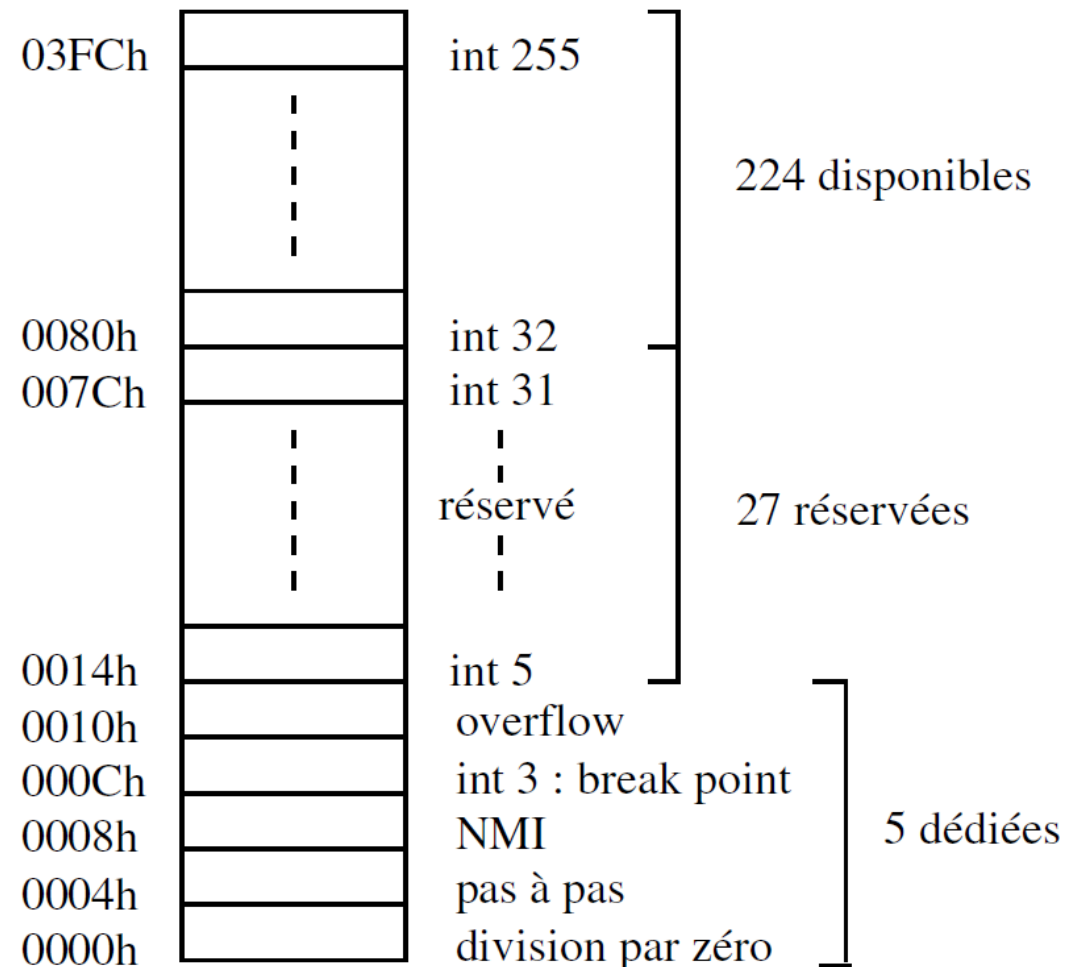 03FCh int 255
224 disponibles
0080h int 32
007Ch int 31
réservé
27 réservées
0014h int 5
0010h overflow
000Ch int 3 : break point
5 dédiées
0008h NMI
0004h pas à pas
0000h division par zéro